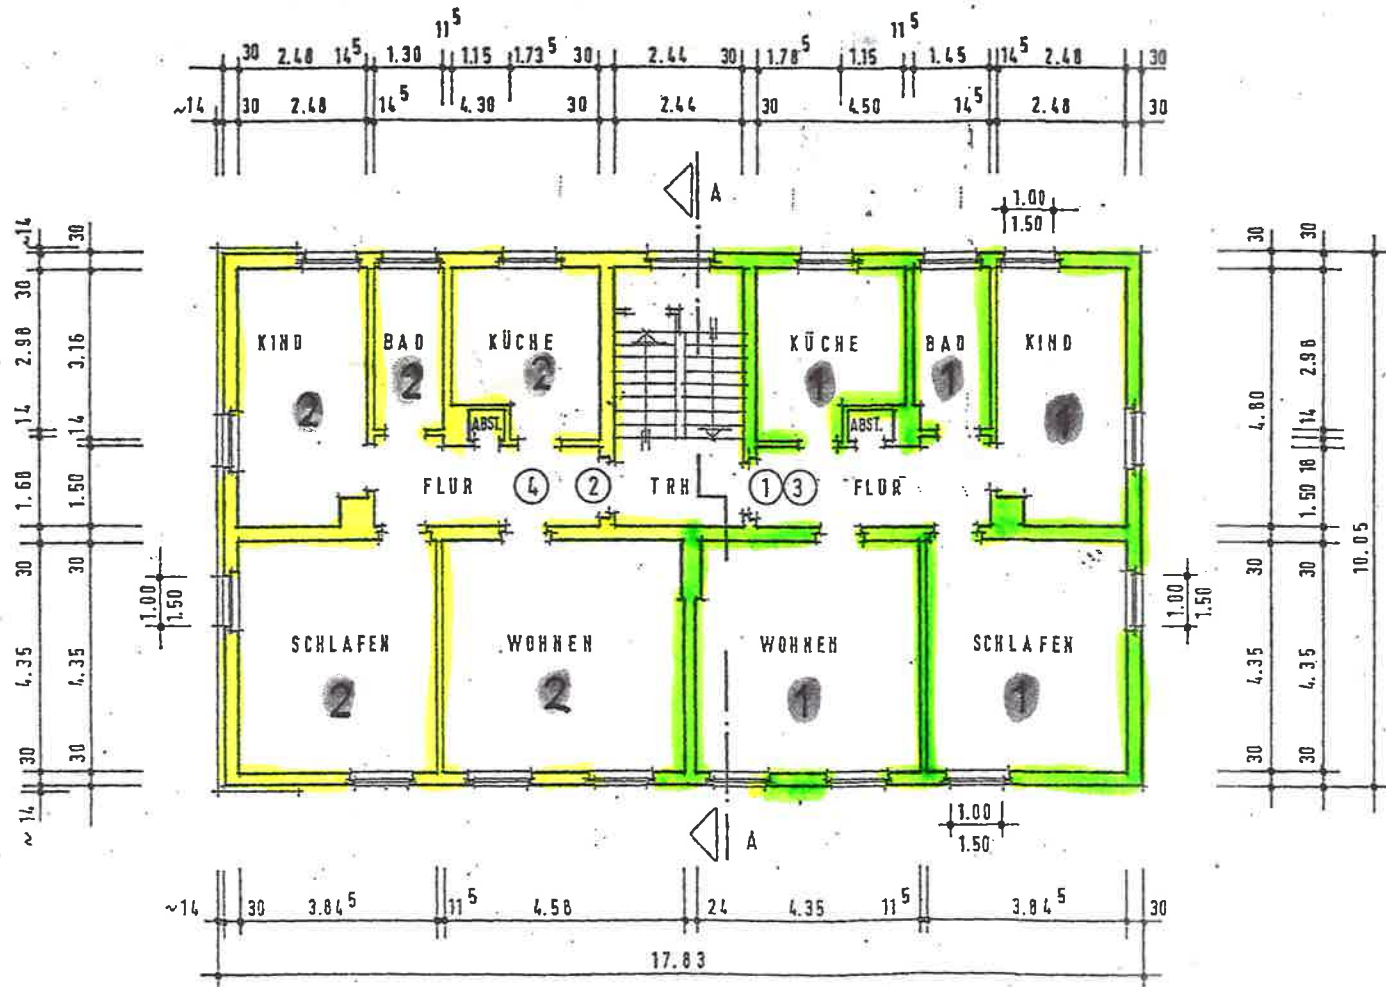 11⁵ 11⁵
30 2.48 14⁵ 1.30 1.15 1.73⁵ 30 2.44 30 1.78⁵ 1.15 1.45 14⁵ 2.48 30
~14 30 2.48 14⁵ 4.30 30 2.44 30 4.50 14⁵ 2.48 30
A
1.00
1.50
~14 30 30 2.98 3.16 14 14 1.60 1.50 30 30 4.35 4.35 30 30 ~14
30 30 4.80 2.98 14 18 1.50 30 30 4.35 4.35 30 30 10.05
KIND BAD KÜCHE KÜCHE BAD KIND
2 2 2 1 1 1
ABST. ABST.
FLUR 4 2 TRH 1 3 FLUR
1.00
1.50
1.00
1.50
SCHLAFEN WOHNEN WOHNEN SCHLAFEN
2 2 1 1
1.00
1.50
A
~14 30 3.84⁵ 11⁵ 4.58 24 4.35 11⁵ 3.84⁵ 30
17.83